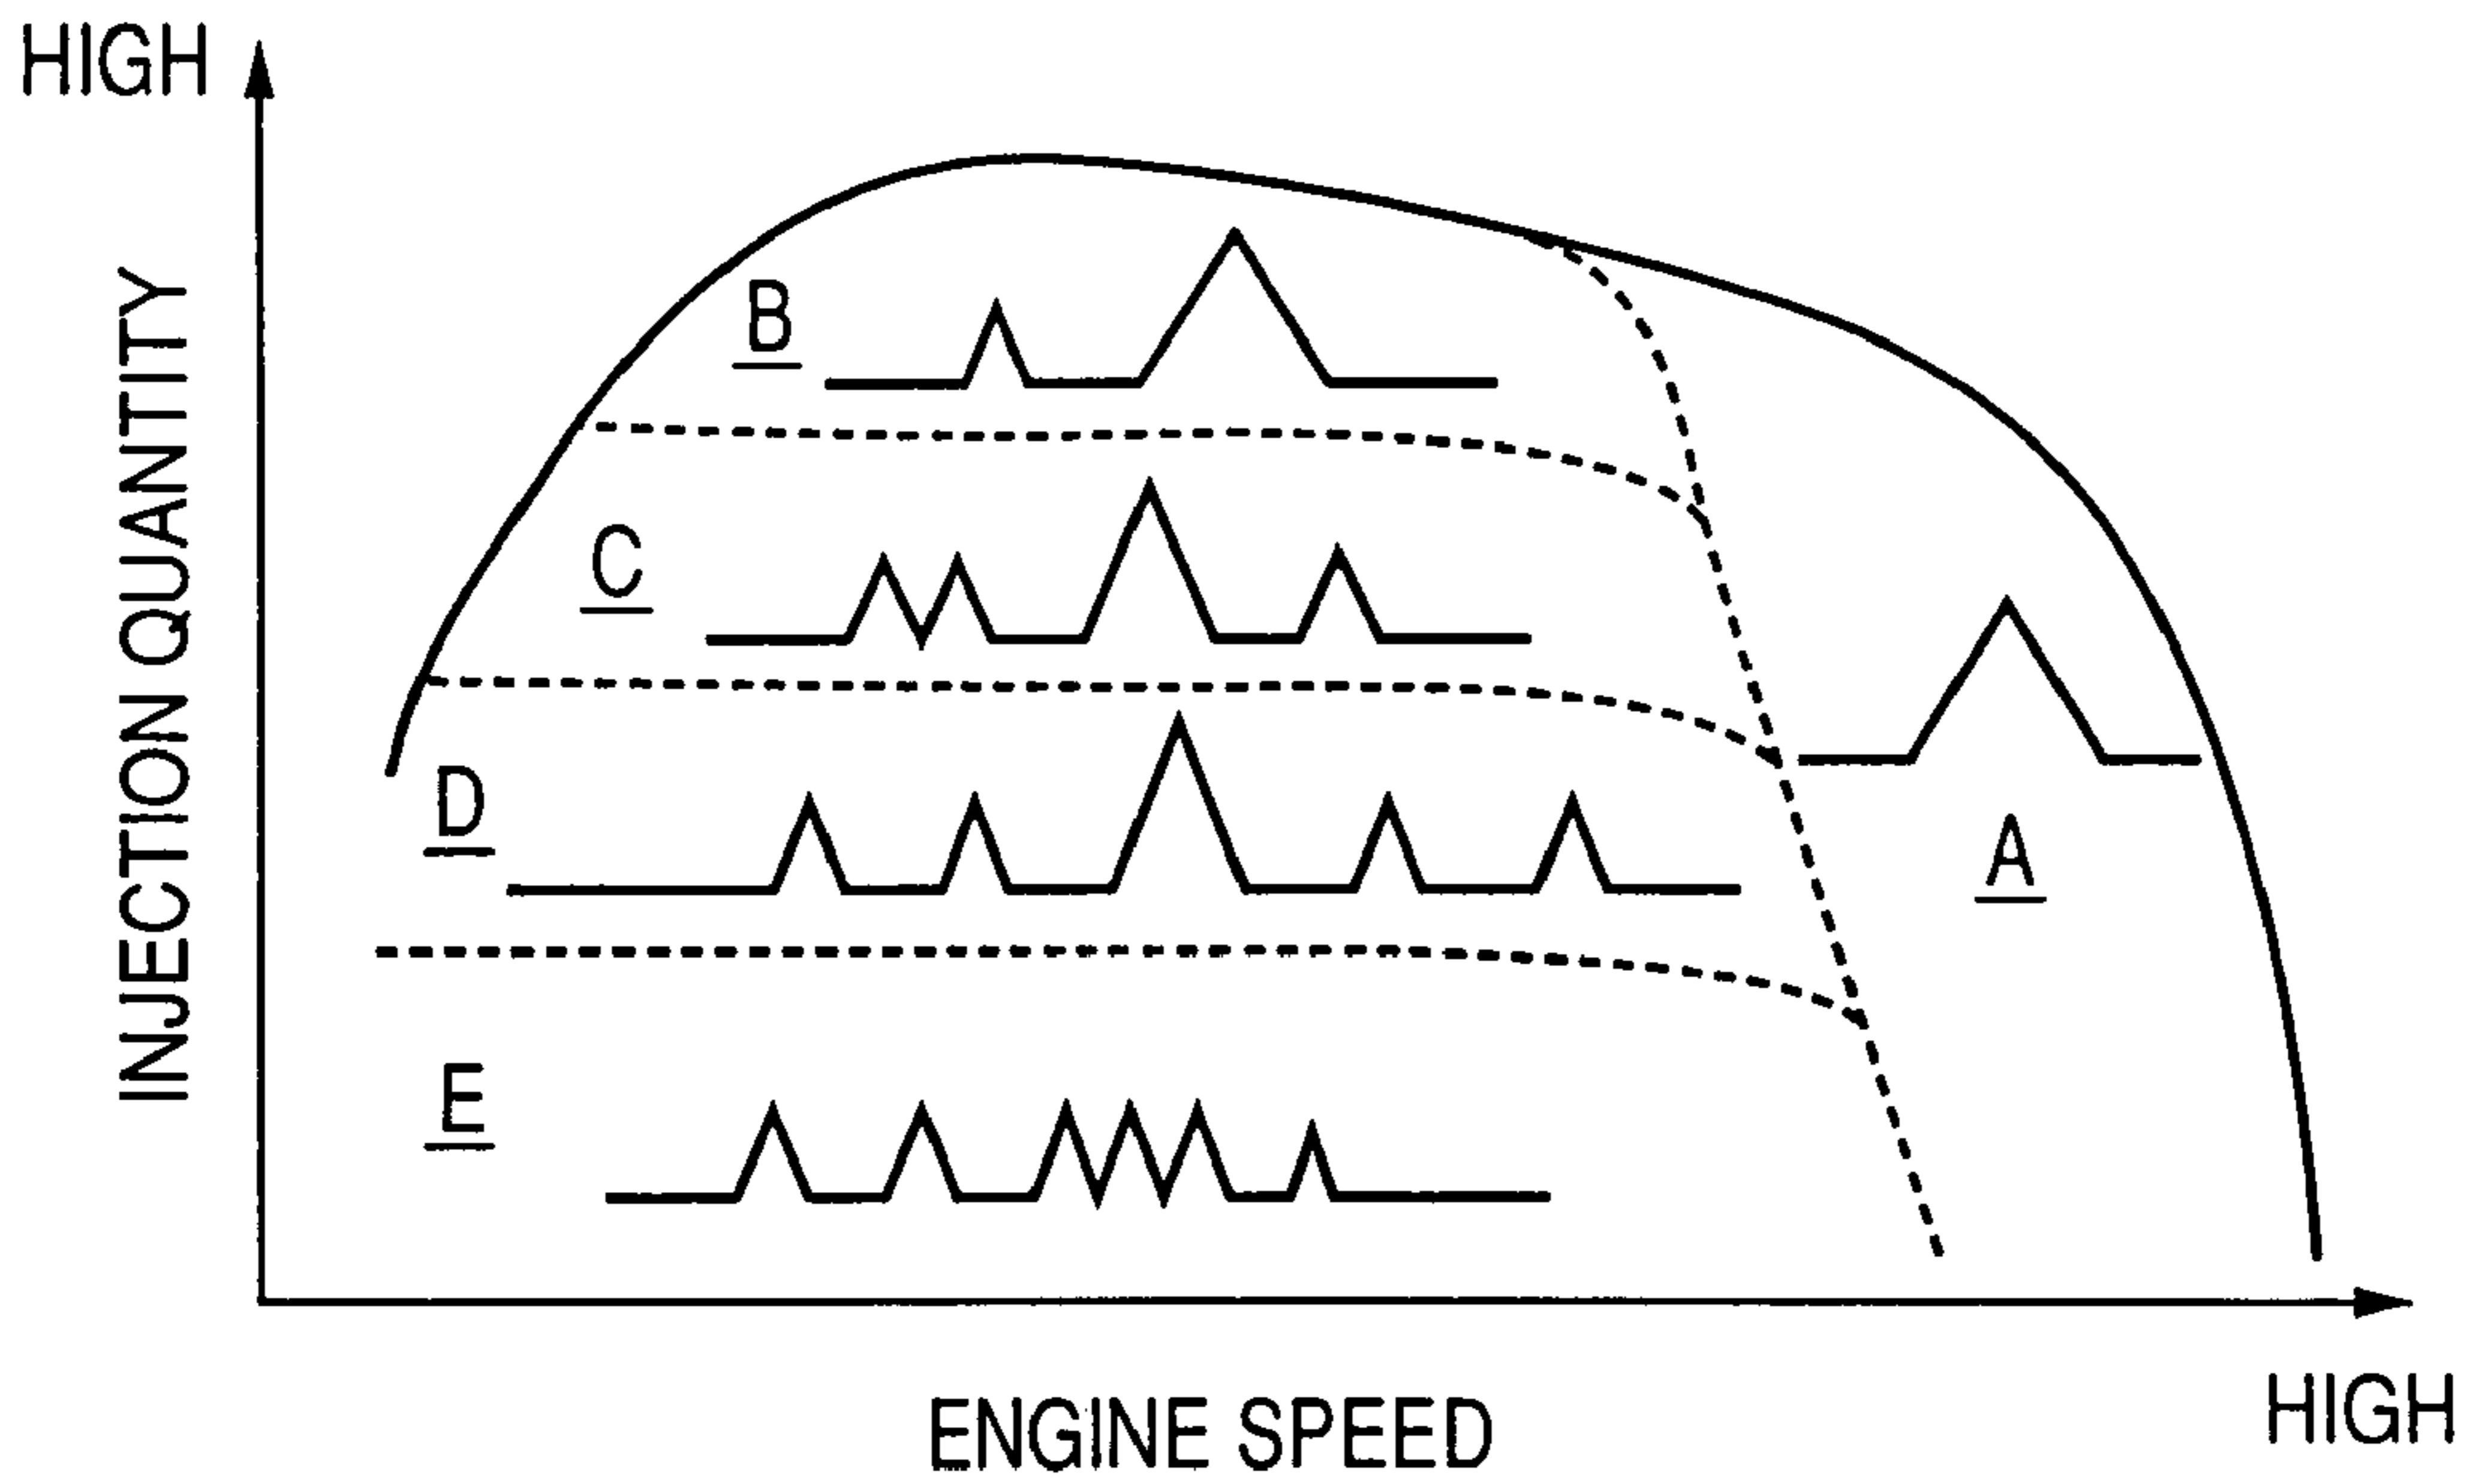 HIGH
INJECTION QUANTITY
B
C
D
A
E
ENGINE SPEED
HIGH